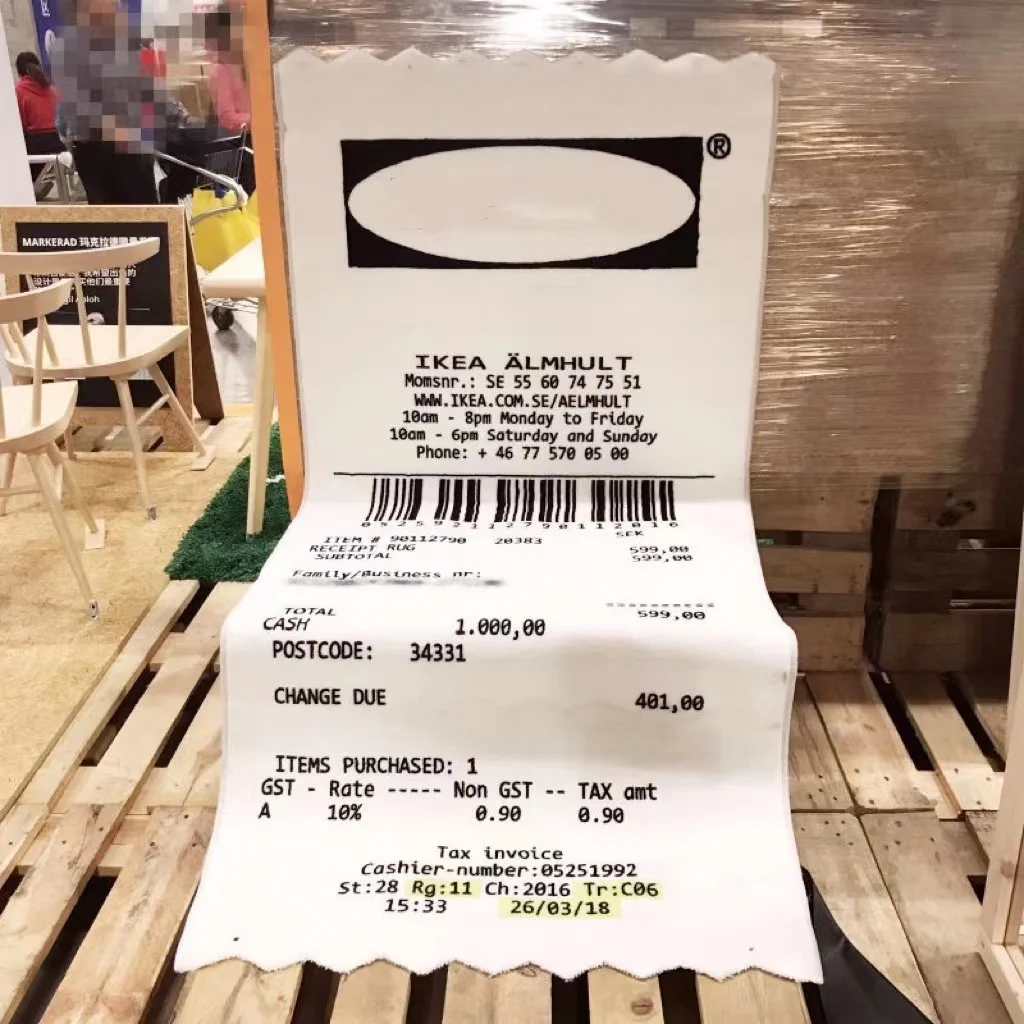 ®
IKEA ÄLMHULT
Momsnr.: SE 55 60 74 75 51
WWW.IKEA.COM.SE/AELMHULT
10am - 8pm Monday to Friday
10am - 6pm Saturday and Sunday
Phone: + 46 77 570 05 00
SEK
ITEM # 90112790 20383
RECEIPT RUG 599,00
SUBTOTAL 599,00
Family/Business nr:
TOTAL 599,00
CASH 1.000,00
POSTCODE: 34331
CHANGE DUE 401,00
ITEMS PURCHASED: 1
GST - Rate ----- Non GST -- TAX amt
A 10% 0.90 0.90
Tax invoice
Cashier-number:05251992
St:28 Rg:11 Ch:2016 Tr:C06
15:33 26/03/18
MARKERAD 玛克拉德